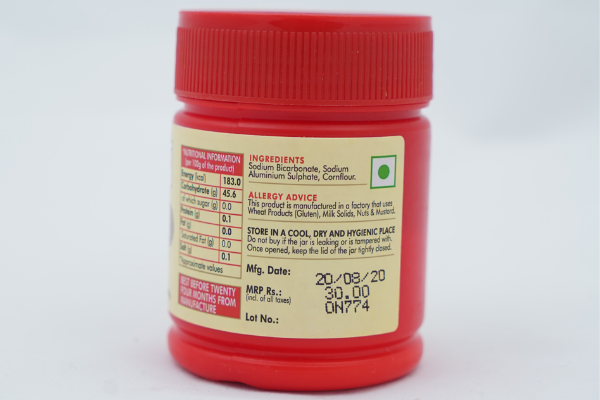 NUTRITIONAL INFORMATION
(per 100g of the product)
Energy (kcal) 183.0
Carbohydrate (g) 45.6
(of which sugar (g) 0.0
Protein (g) 0.1
Fat (g) 0.0
Saturated Fat (g) 0.0
Salt (g) 0.1
*Approximate values
BEST BEFORE TWENTY
FOUR MONTHS FROM
MANUFACTURE
INGREDIENTS
Sodium Bicarbonate, Sodium
Aluminium Sulphate, Cornflour.
ALLERGY ADVICE
This product is manufactured in a factory that uses
Wheat Products (Gluten), Milk Solids, Nuts & Mustard.
STORE IN A COOL, DRY AND HYGIENIC PLACE
Do not buy if the jar is leaking or is tampered with.
Once opened, keep the lid of the jar tightly closed.
Mfg. Date: 20/08/20
MRP Rs.: 30.00
(incl. of all taxes)
Lot No.: ON774